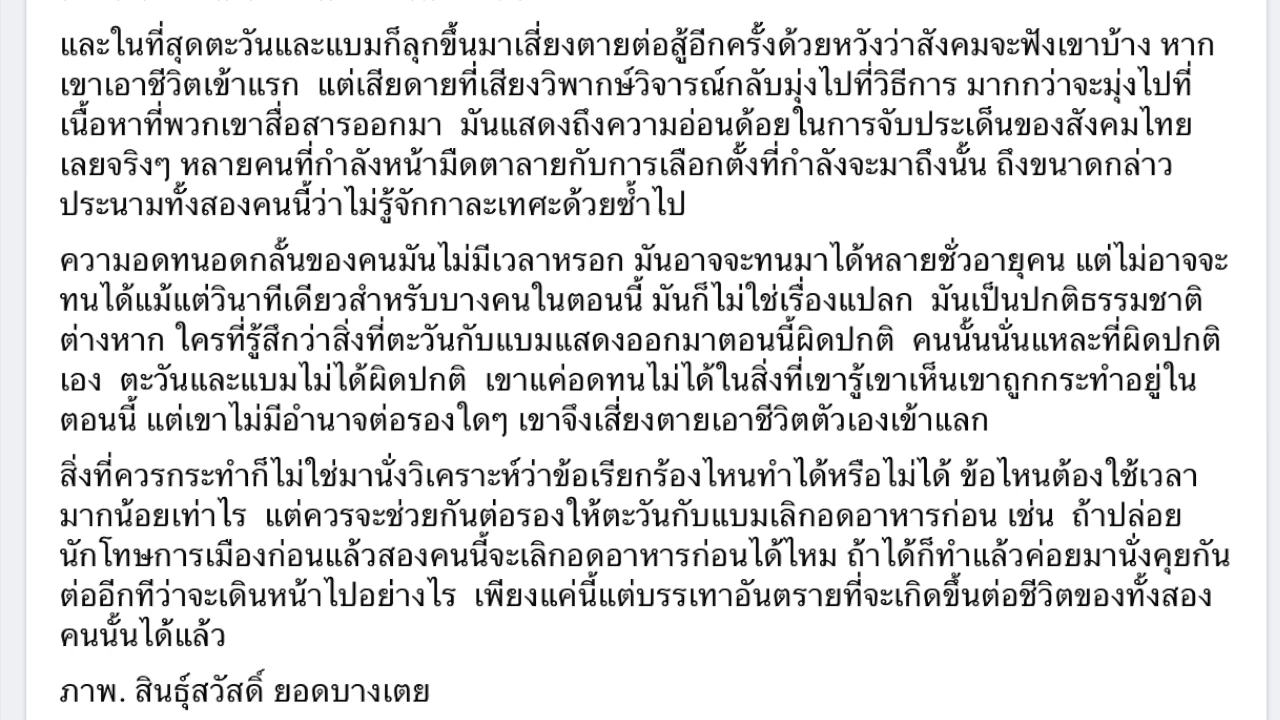 และในที่สุดตะวันและแบมก็ลุกขึ้นมาเสี่ยงตายต่อสู้อีกครั้งด้วยหวังว่าสังคมจะฟังเขาบ้าง หาก
เขาเอาชีวิตเข้าแรก  แต่เสียดายที่เสียงวิพากษ์วิจารณ์กลับมุ่งไปที่วิธีการ มากกว่าจะมุ่งไปที่
เนื้อหาที่พวกเขาสื่อสารออกมา  มันแสดงถึงความอ่อนด้อยในการจับประเด็นของสังคมไทย
เลยจริงๆ หลายคนที่กำลังหน้ามืดตาลายกับการเลือกตั้งที่กำลังจะมาถึงนั้น ถึงขนาดกล่าว
ประนามทั้งสองคนนี้ว่าไม่รู้จักกาละเทศะด้วยซ้ำไป
ความอดทนอดกลั้นของคนมันไม่มีเวลาหรอก มันอาจจะทนมาได้หลายชั่วอายุคน แต่ไม่อาจจะ
ทนได้แม้แต่วินาทีเดียวสำหรับบางคนในตอนนี้ มันก็ไม่ใช่เรื่องแปลก  มันเป็นปกติธรรมชาติ
ต่างหาก ใครที่รู้สึกว่าสิ่งที่ตะวันกับแบมแสดงออกมาตอนนี้ผิดปกติ  คนนั้นนั่นแหละที่ผิดปกติ
เอง  ตะวันและแบมไม่ได้ผิดปกติ  เขาแค่อดทนไม่ได้ในสิ่งที่เขารู้เขาเห็นเขาถูกกระทำอยู่ใน
ตอนนี้ แต่เขาไม่มีอำนาจต่อรองใดๆ เขาจึงเสี่ยงตายเอาชีวิตตัวเองเข้าแลก
สิ่งที่ควรกระทำก็ไม่ใช่มานั่งวิเคราะห์ว่าข้อเรียกร้องไหนทำได้หรือไม่ได้ ข้อไหนต้องใช้เวลา
มากน้อยเท่าไร  แต่ควรจะช่วยกันต่อรองให้ตะวันกับแบมเลิกอดอาหารก่อน เช่น  ถ้าปล่อย
นักโทษการเมืองก่อนแล้วสองคนนี้จะเลิกอดอาหารก่อนได้ไหม ถ้าได้ก็ทำแล้วค่อยมานั่งคุยกัน
ต่ออีกทีว่าจะเดินหน้าไปอย่างไร  เพียงแค่นี้แต่บรรเทาอันตรายที่จะเกิดขึ้นต่อชีวิตของทั้งสอง
คนนั้นได้แล้ว
ภาพ. สินธุ์สวัสดิ์ ยอดบางเตย